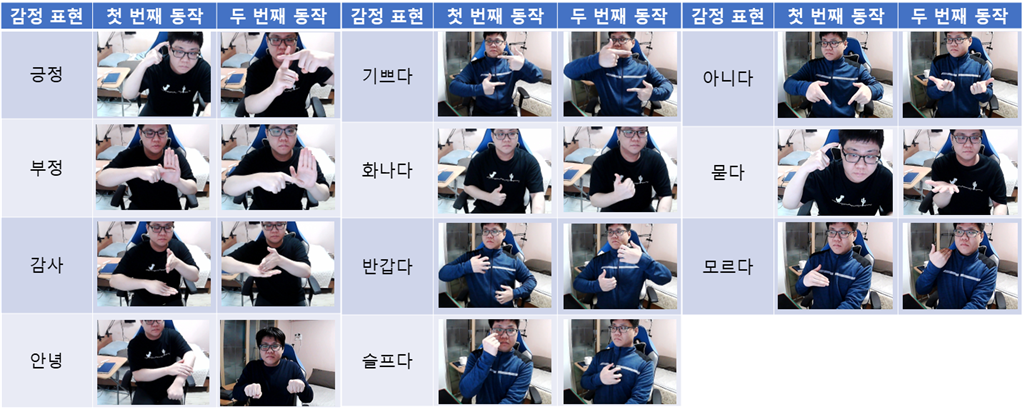 감정 표현 첫 번째 동작 두 번째 동작 감정 표현 첫 번째 동작 두 번째 동작 감정 표현 첫 번째 동작 두 번째 동작
긍정 기쁘다 아니다
부정 화나다 묻다
감사 반갑다 모르다
안녕 슬프다